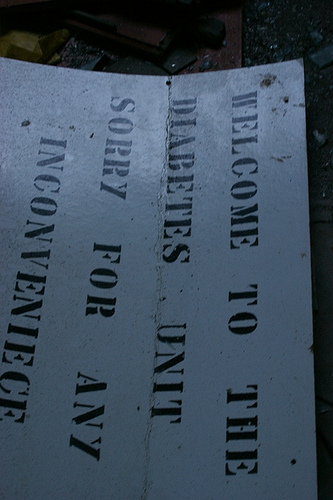 WELCOME TO THE
DIABETES UNIT
SORRY FOR ANY
INCONVENIECE